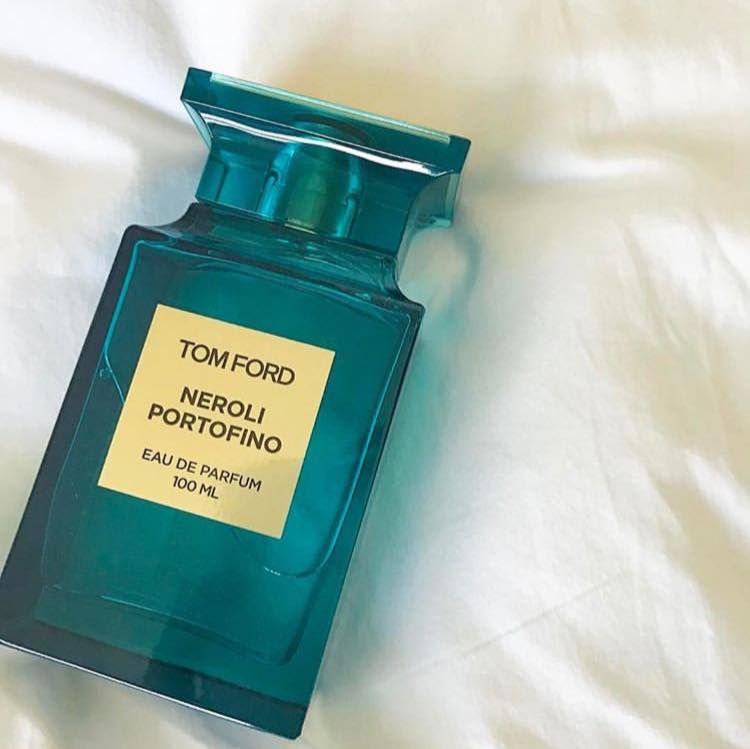 TOM FORD
NEROLI
PORTOFINO
EAU DE PARFUM
100 ML